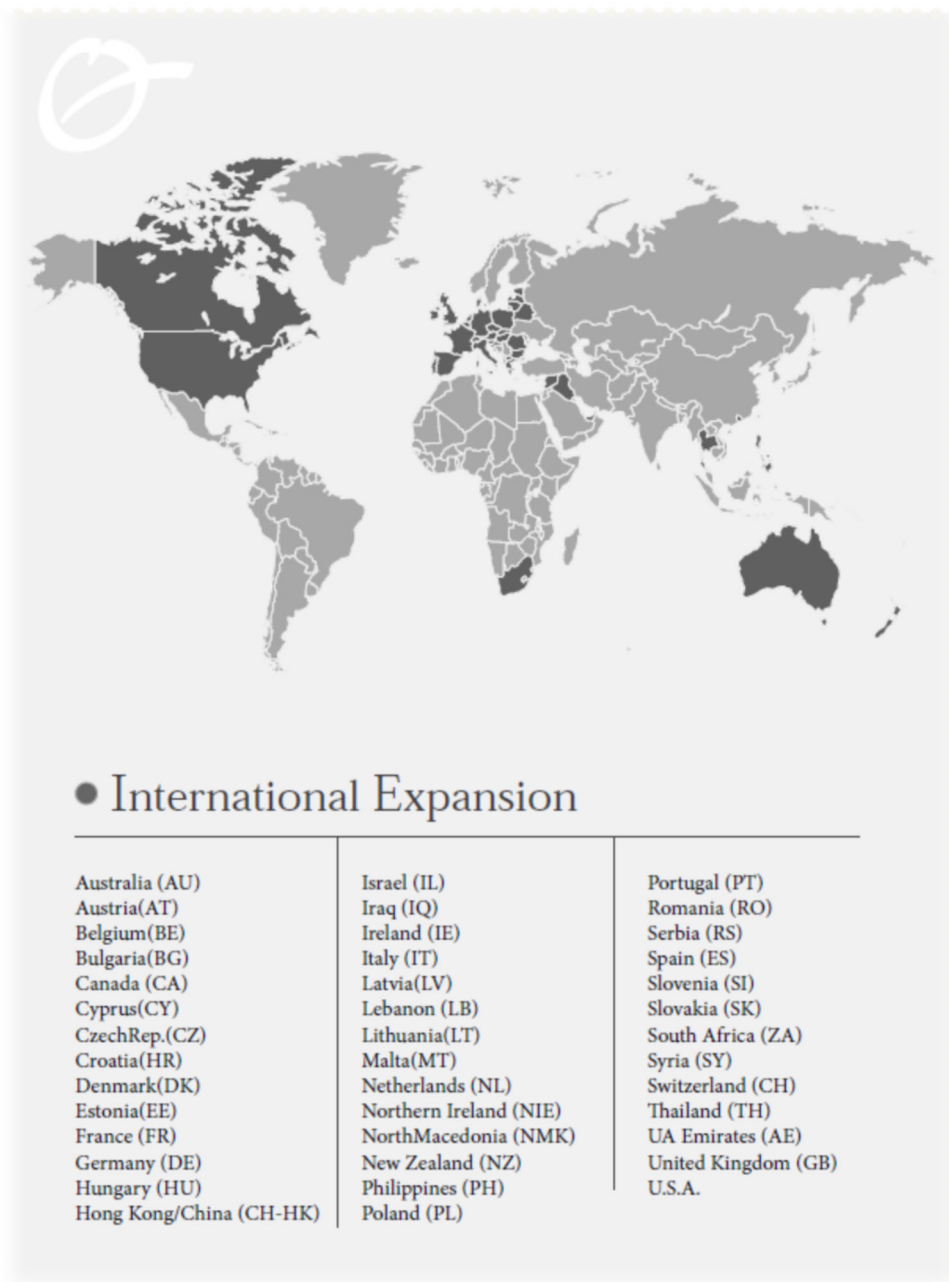 International Expansion
Australia (AU)
Austria(AT)
Belgium(BE)
Bulgaria(BG)
Canada (CA)
Cyprus(CY)
CzechRep.(CZ)
Croatia(HR)
Denmark(DK)
Estonia(EE)
France (FR)
Germany (DE)
Hungary (HU)
Hong Kong/China (CH-HK)
Israel (IL)
Iraq (IQ)
Ireland (IE)
Italy (IT)
Latvia(LV)
Lebanon (LB)
Lithuania(LT)
Malta(MT)
Netherlands (NL)
Northern Ireland (NIE)
NorthMacedonia (NMK)
New Zealand (NZ)
Philippines (PH)
Poland (PL)
Portugal (PT)
Romania (RO)
Serbia (RS)
Spain (ES)
Slovenia (SI)
Slovakia (SK)
South Africa (ZA)
Syria (SY)
Switzerland (CH)
Thailand (TH)
UA Emirates (AE)
United Kingdom (GB)
U.S.A.